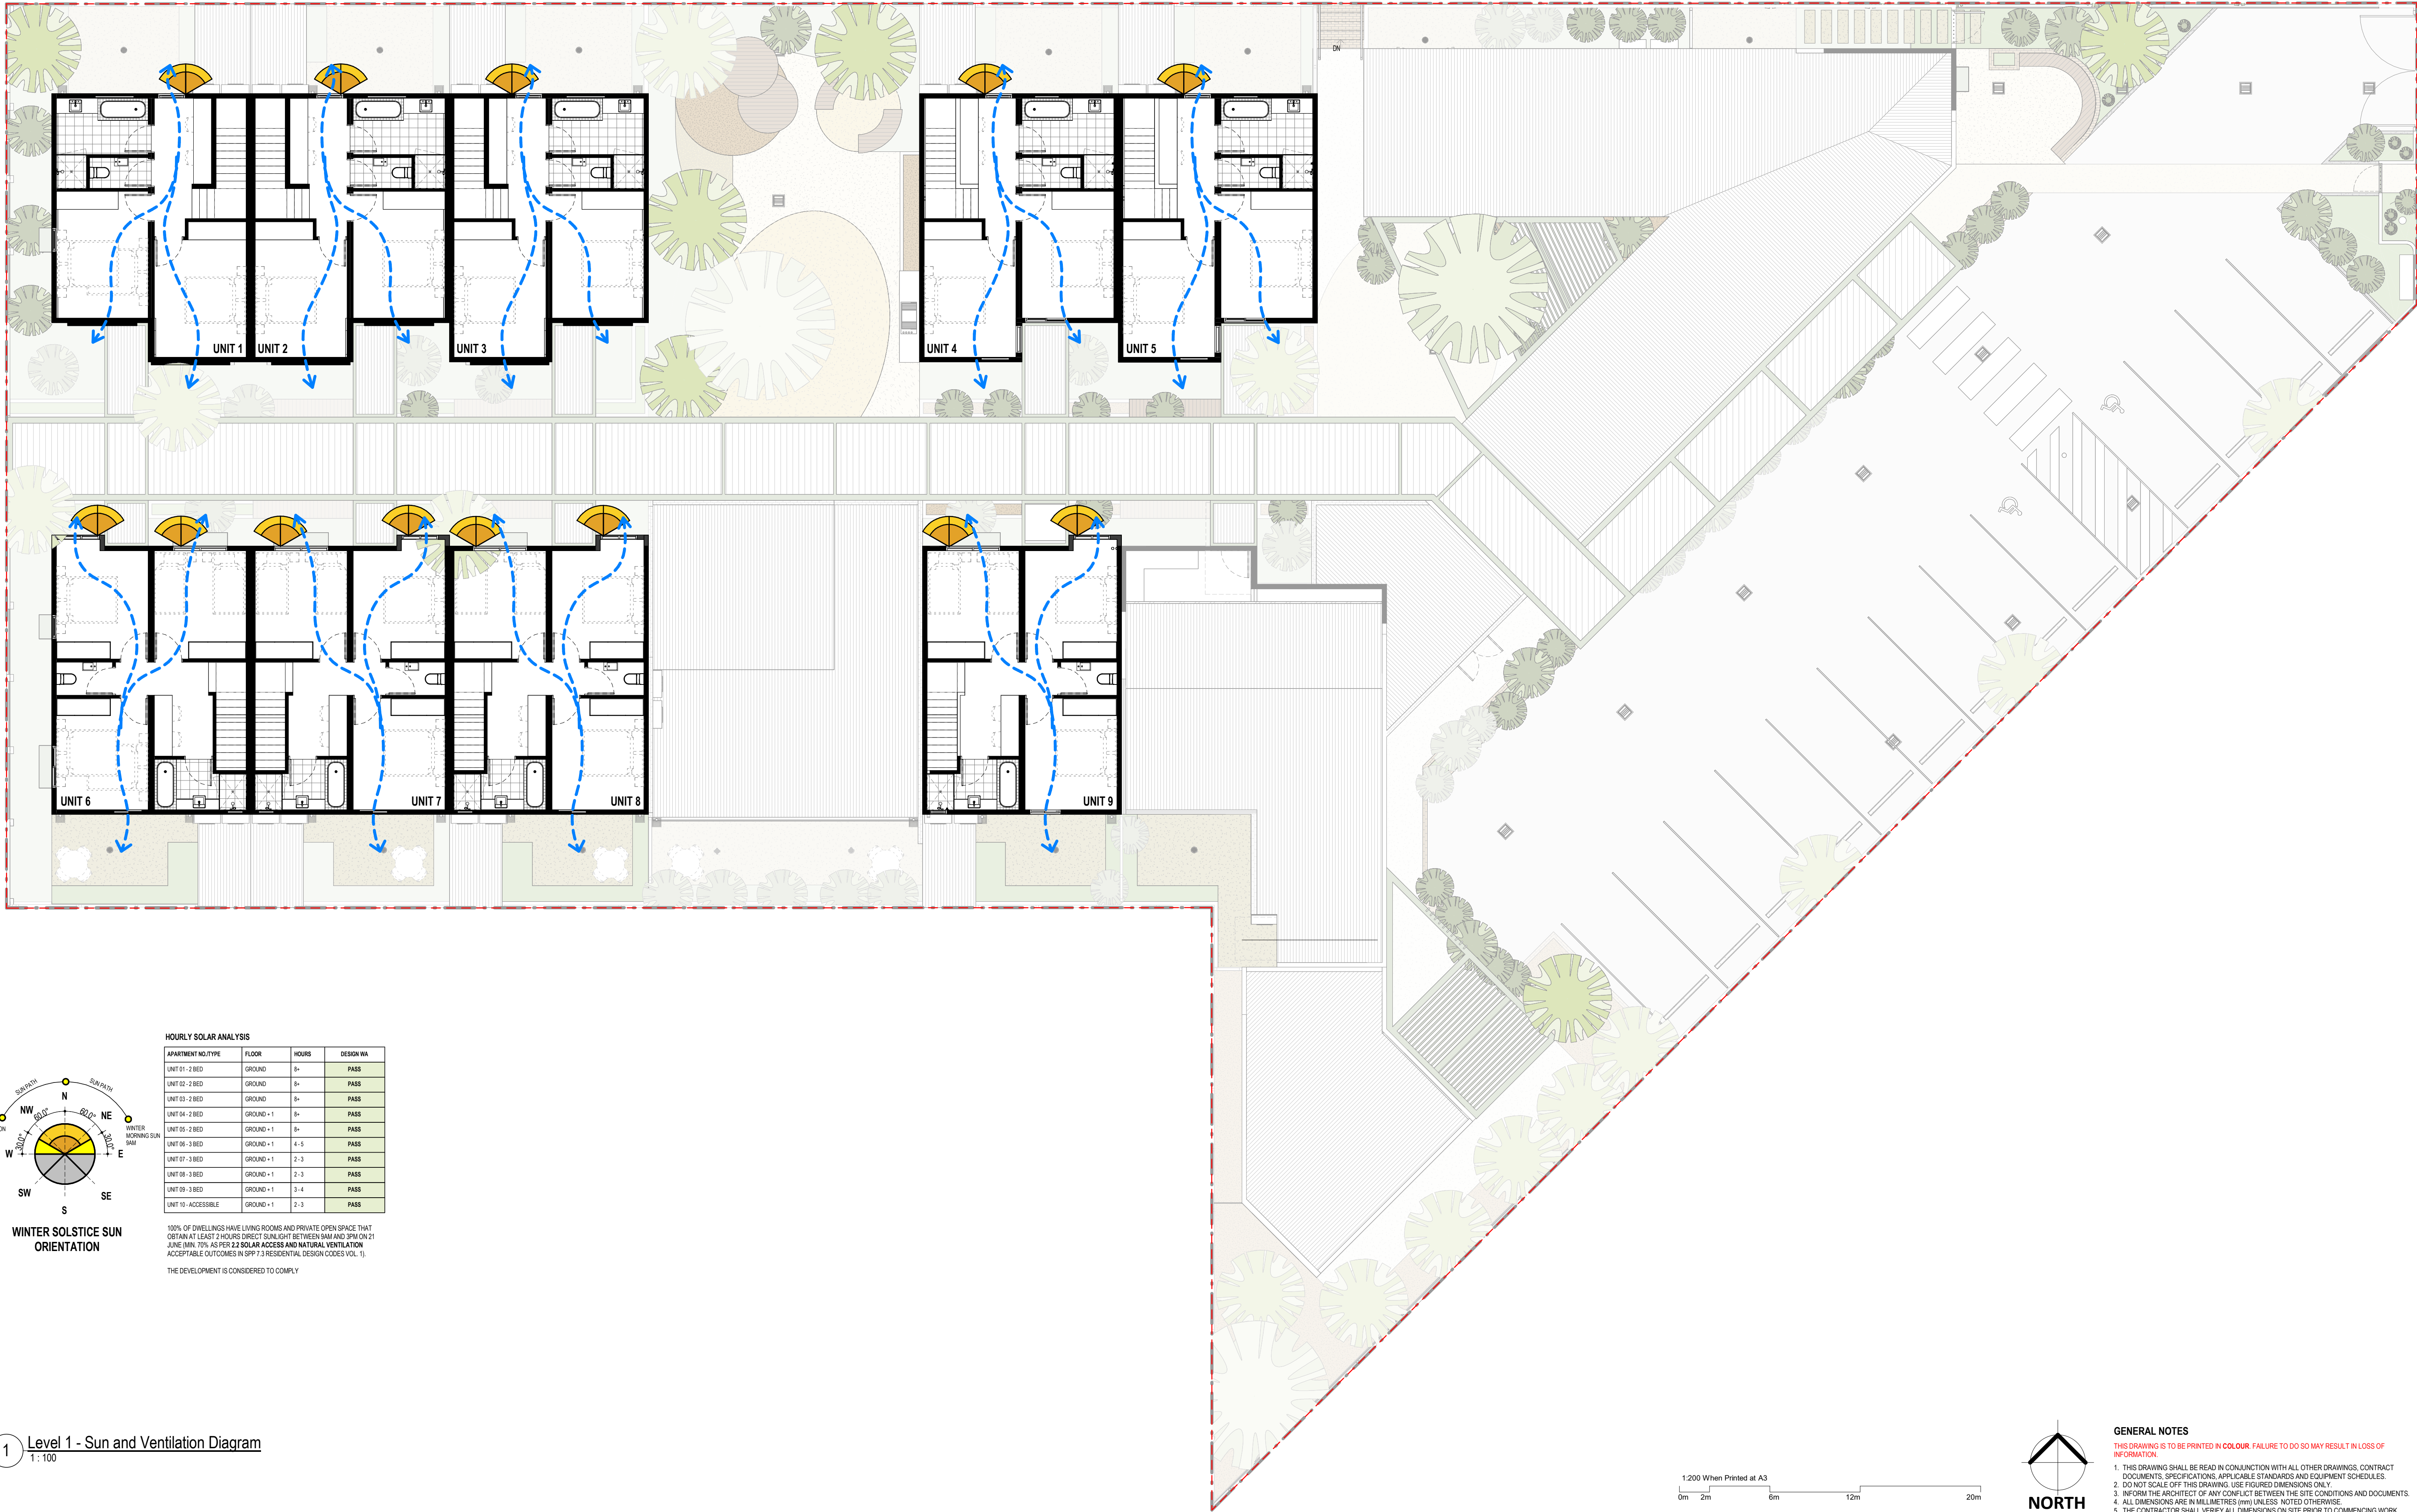 DN
UNIT 1
UNIT 2
UNIT 3
UNIT 4
UNIT 5
UNIT 6
UNIT 7
UNIT 8
UNIT 9
HOURLY SOLAR ANALYSIS
APARTMENT NO./TYPE FLOOR HOURS DESIGN WA
UNIT 01 - 2 BED GROUND 8+ PASS
UNIT 02 - 2 BED GROUND 8+ PASS
UNIT 03 - 2 BED GROUND 8+ PASS
UNIT 04 - 2 BED GROUND + 1 8+ PASS
UNIT 05 - 2 BED GROUND + 1 8+ PASS
UNIT 06 - 3 BED GROUND + 1 4 - 5 PASS
UNIT 07 - 3 BED GROUND + 1 2 - 3 PASS
UNIT 08 - 3 BED GROUND + 1 2 - 3 PASS
UNIT 09 - 3 BED GROUND + 1 3 - 4 PASS
UNIT 10 - ACCESSIBLE GROUND + 1 2 - 3 PASS
100% OF DWELLINGS HAVE LIVING ROOMS AND PRIVATE OPEN SPACE THAT
OBTAIN AT LEAST 2 HOURS DIRECT SUNLIGHT BETWEEN 9AM AND 3PM ON 21
JUNE (MIN. 70% AS PER 2.2 SOLAR ACCESS AND NATURAL VENTILATION
ACCEPTABLE OUTCOMES IN SPP 7.3 RESIDENTIAL DESIGN CODES VOL. 1).
THE DEVELOPMENT IS CONSIDERED TO COMPLY
SUN PATH
SUN PATH
N
NW
60.0°
60.0°
NE
ON
WINTER
MORNING SUN
9AM
30.0°
30.0°
W
E
SW
SE
S
WINTER SOLSTICE SUN
ORIENTATION
1
Level 1 - Sun and Ventilation Diagram
1 : 100
1:200 When Printed at A3
0m 2m 6m 12m 20m
NORTH
GENERAL NOTES
THIS DRAWING IS TO BE PRINTED IN COLOUR. FAILURE TO DO SO MAY RESULT IN LOSS OF
INFORMATION.
1. THIS DRAWING SHALL BE READ IN CONJUNCTION WITH ALL OTHER DRAWINGS, CONTRACT
DOCUMENTS, SPECIFICATIONS, APPLICABLE STANDARDS AND EQUIPMENT SCHEDULES.
2. DO NOT SCALE OFF THIS DRAWING. USE FIGURED DIMENSIONS ONLY.
3. INFORM THE ARCHITECT OF ANY CONFLICT BETWEEN THE SITE CONDITIONS AND DOCUMENTS.
4. ALL DIMENSIONS ARE IN MILLIMETRES (mm) UNLESS NOTED OTHERWISE.
5. THE CONTRACTOR SHALL VERIFY ALL DIMENSIONS ON SITE PRIOR TO COMMENCING WORK